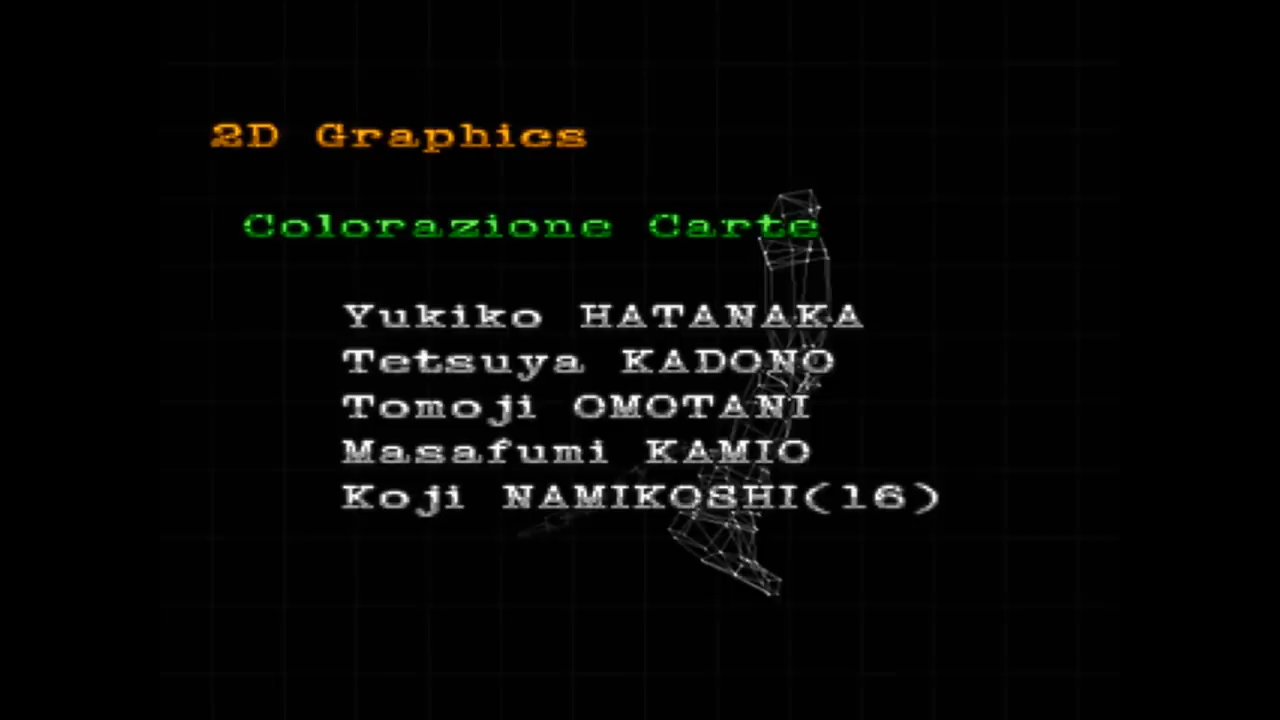 2D Graphics
Colorazione Carte
Yukiko HATANAKA
Tetsuya KADONO
Tomoji OMOTANI
Masafumi KAMIO
Koji NAMIKOSHI(16)